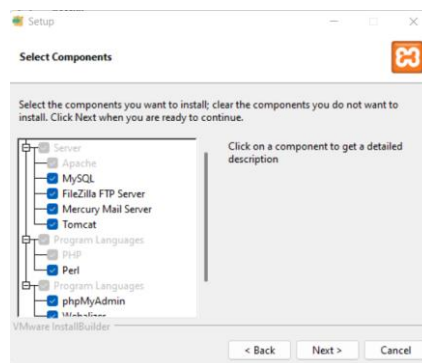 Setup
Select Components
Select the components you want to install; clear the components you do not want to
install. Click Next when you are ready to continue.
Server
Apache
MySQL
FileZilla FTP Server
Mercury Mail Server
Tomcat
Program Languages
PHP
Perl
Program Languages
phpMyAdmin
Webalizer
Click on a component to get a detailed
description
VMware InstallBuilder
< Back
Next >
Cancel